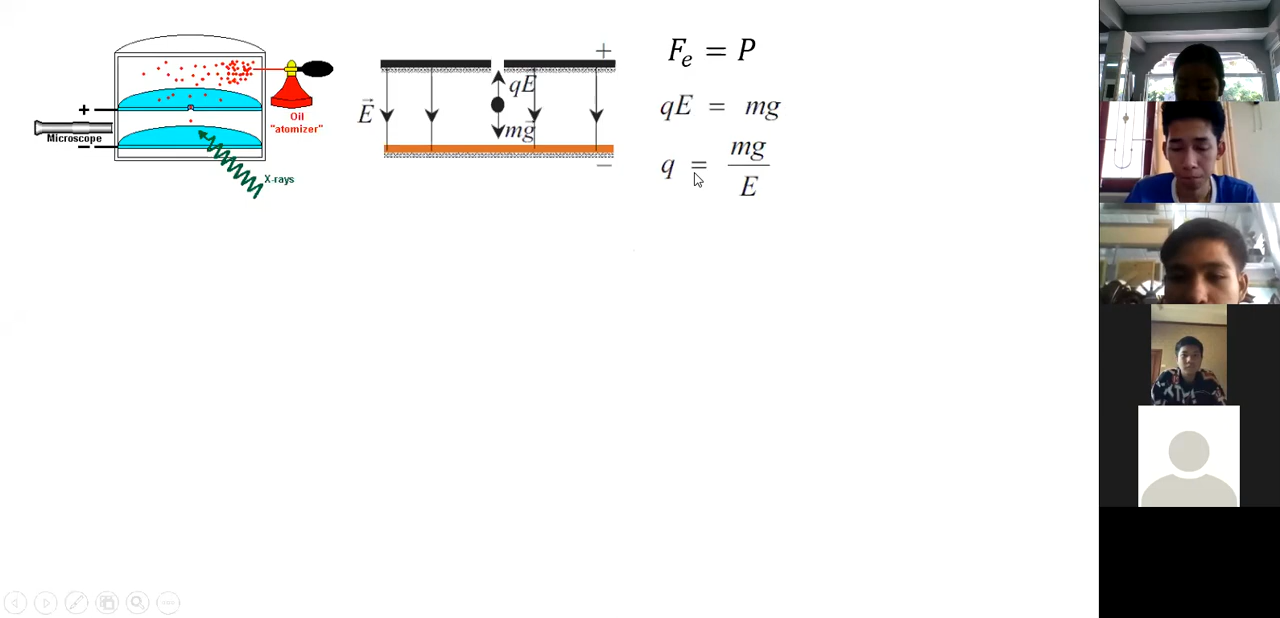 +
Microscope
−
Oil
"atomizer"
X-rays
+
qE
E⃗
mg⃗
−
Fₑ = P
qE = mg
q = mg / E